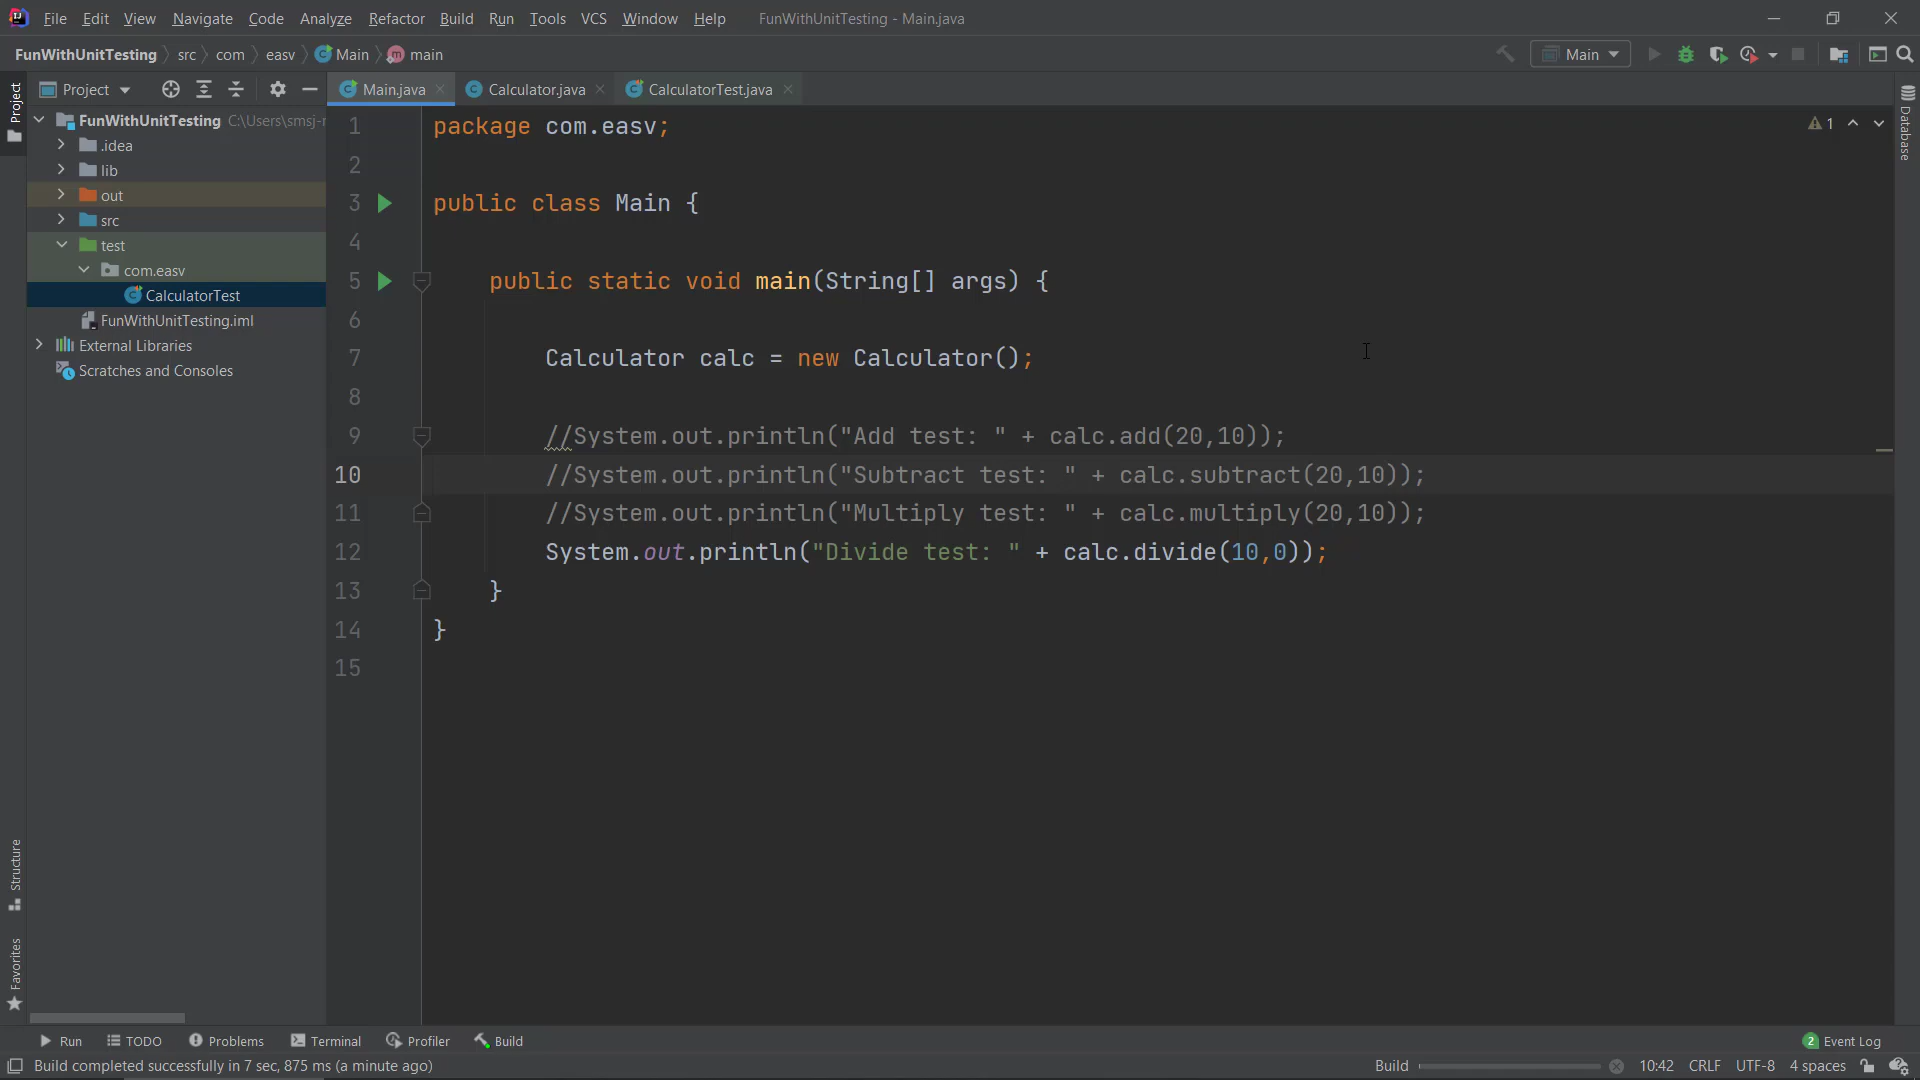 File Edit View Navigate Code Analyze Refactor Build Run Tools VCS Window Help FunWithUnitTesting - Main.java
FunWithUnitTesting src com easv Main main Main
Project Main.java Calculator.java CalculatorTest.java
Project
FunWithUnitTesting C:\Users\smsj-
.idea
lib
out
src
test
com.easv
CalculatorTest
FunWithUnitTesting.iml
External Libraries
Scratches and Consoles
Structure
Favorites
1 package com.easv;
2
3 public class Main {
4
5 public static void main(String[] args) {
6
7 Calculator calc = new Calculator();
8
9 //System.out.println("Add test: " + calc.add(20,10));
10 //System.out.println("Subtract test: " + calc.subtract(20,10));
11 //System.out.println("Multiply test: " + calc.multiply(20,10));
12 System.out.println("Divide test: " + calc.divide(10,0));
13 }
14 }
15
1
Database
Run TODO Problems Terminal Profiler Build 2 Event Log
Build completed successfully in 7 sec, 875 ms (a minute ago) Build 10:42 CRLF UTF-8 4 spaces